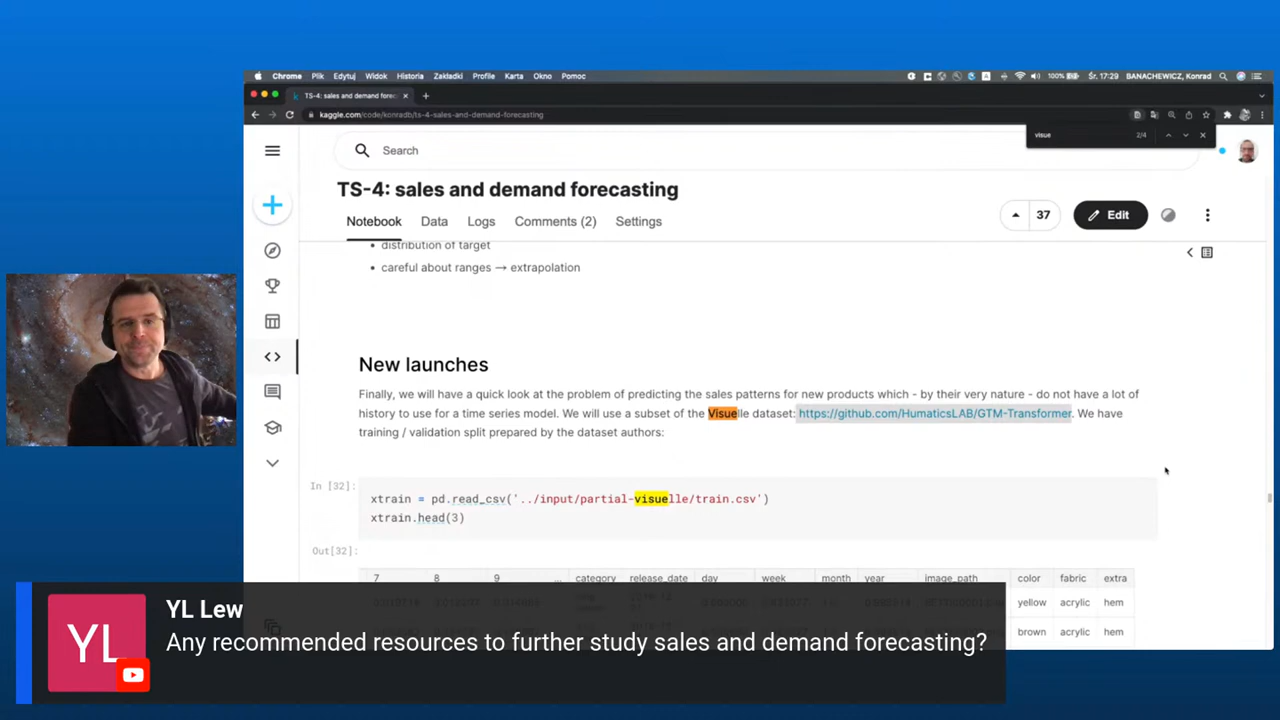 Chrome Plik Edytuj Widok Historia Zakładki Profile Karta Okno Pomoc
100% Śr. 17:29 BANACHEWICZ, Konrad
TS-4: sales and demand fore
kaggle.com/code/konradb/ts-4-sales-and-demand-forecasting
visue 2/4
Search
TS-4: sales and demand forecasting
37 Edit
Notebook Data Logs Comments (2) Settings
• distribution of target
• careful about ranges → extrapolation
New launches
Finally, we will have a quick look at the problem of predicting the sales patterns for new products which - by their very nature - do not have a lot of
history to use for a time series model. We will use a subset of the Visuelle dataset: https://github.com/HumaticsLAB/GTM-Transformer. We have
training / validation split prepared by the dataset authors:
In [32]:
xtrain = pd.read_csv('../input/partial-visuelle/train.csv')
xtrain.head(3)
Out[32]:
7 8 9 ... category release_date day week month year image_path color fabric extra
yellow acrylic hem
brown acrylic hem
YL
YL Lew
Any recommended resources to further study sales and demand forecasting?